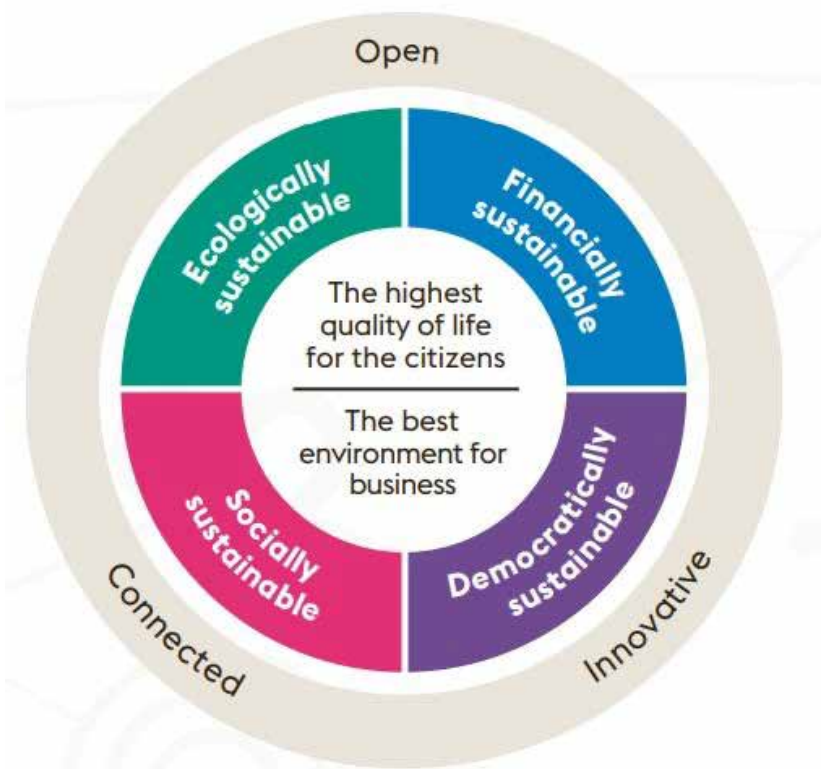 Open
Ecologically
sustainable
Financially
sustainable
The highest
quality of life
for the citizens
The best
environment for
business
Socially
sustainable
Democratically
sustainable
Connected
Innovative